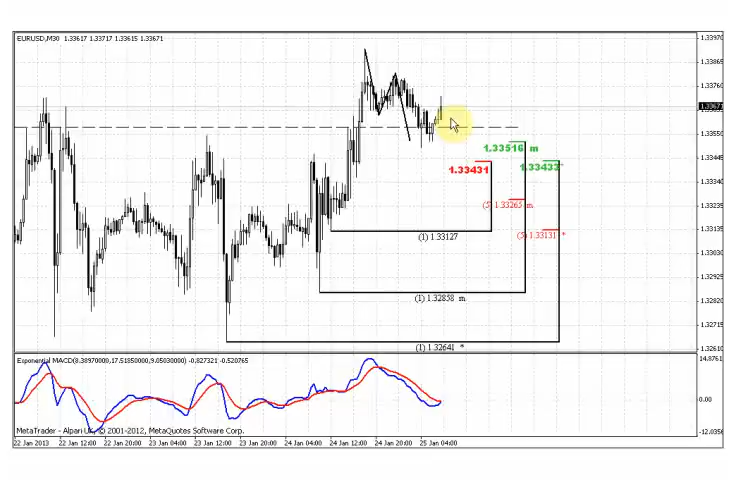 EURUSD,M30 1.33617 1.33717 1.33615 1.33671
1.33970
1.33865
1.33760
1.33671
1.33550
1.33445
1.33340
1.33235
1.33130
1.32925
1.32820
1.32715
1.32610
1.33516 m
1.33431
1.33433
(5) 1.33265 m
(5) 1.33131 *
(1) 1.33127
(1) 1.32838 m
(1) 1.32641 *
Exponential MACD(8.38970000,17.51850000,9.05030000) -0.827321 -0.520765
14.8761
0.00
-12.0356
MetaTrader - Alpari UK, © 2001-2012, MetaQuotes Software Corp.
22 Jan 2013 22 Jan 12:00 22 Jan 20:00 23 Jan 04:00 23 Jan 12:00 23 Jan 20:00 24 Jan 04:00 24 Jan 12:00 24 Jan 20:00 25 Jan 04:00